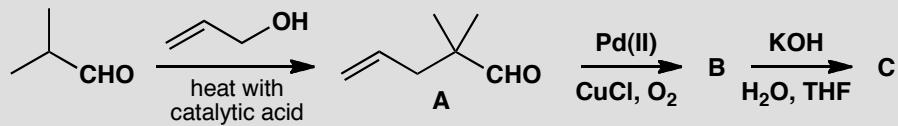 OH
CHO
heat with
catalytic acid
CHO
A
Pd(II)
CuCl, O₂
B
KOH
H₂O, THF
C